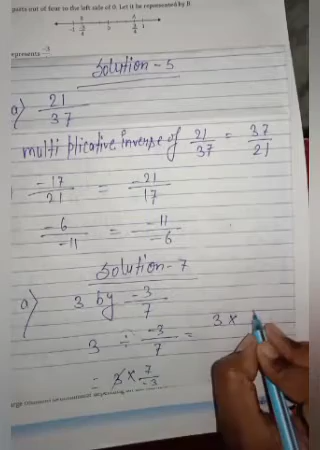 parts out of four to the left side of 0. Let it be represented by B
Solution - 5
a) 21/37
multiplicative inverse of 21/37 = 37/21
-17/21 = -21/17
-6/-11 = -11/-6
Solution - 7
a) 3 by -3/7
3 ÷ -3/7 = 3 ×
= 3 × 7/-3